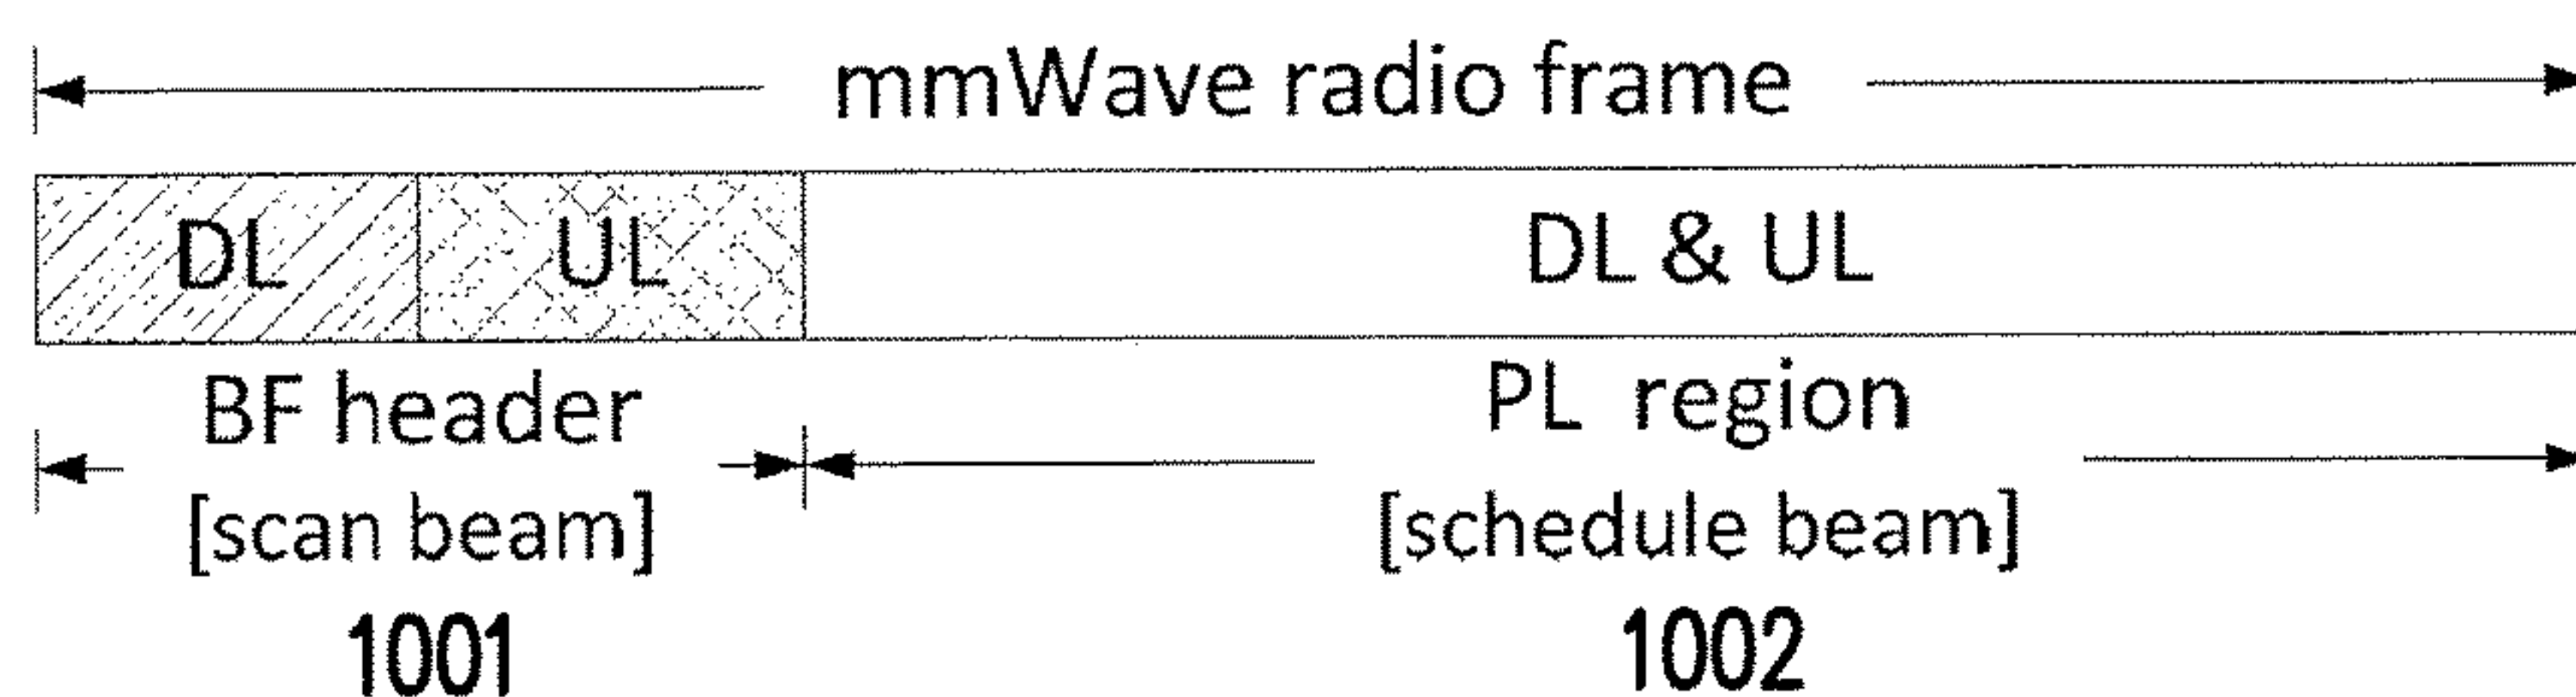 mmWave radio frame
DL UL DL & UL
BF header PL region
[scan beam] [schedule beam]
1001 1002